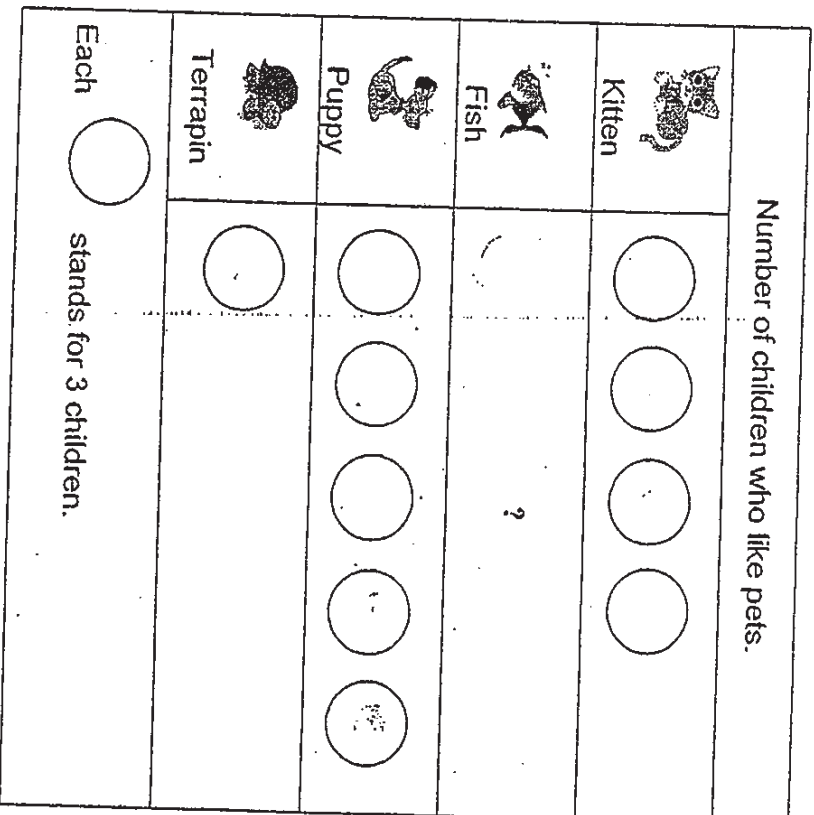 Number of children who like pets.
Kitten
Fish
?
Puppy
Terrapin
Each
stands for 3 children.